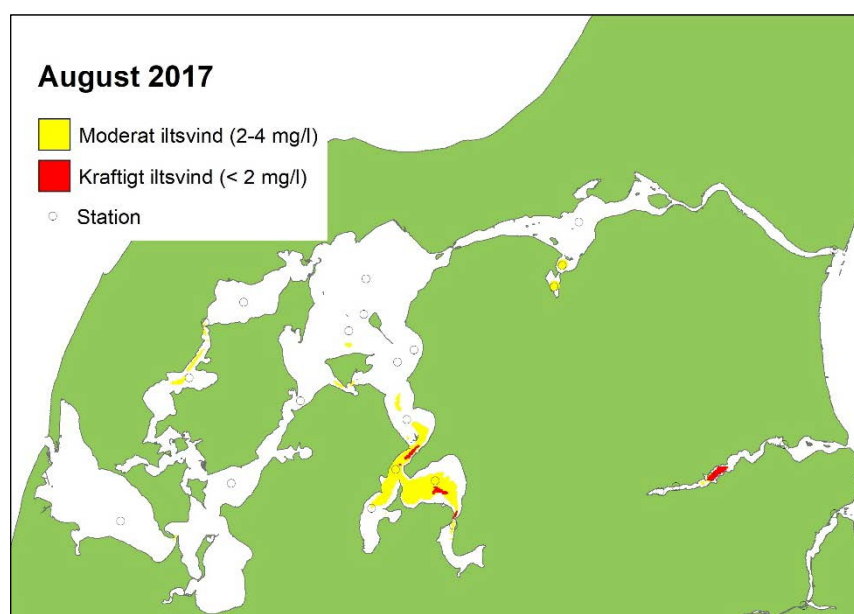 August 2017
Moderat iltsvind (2-4 mg/l)
Kraftigt iltsvind (< 2 mg/l)
Station